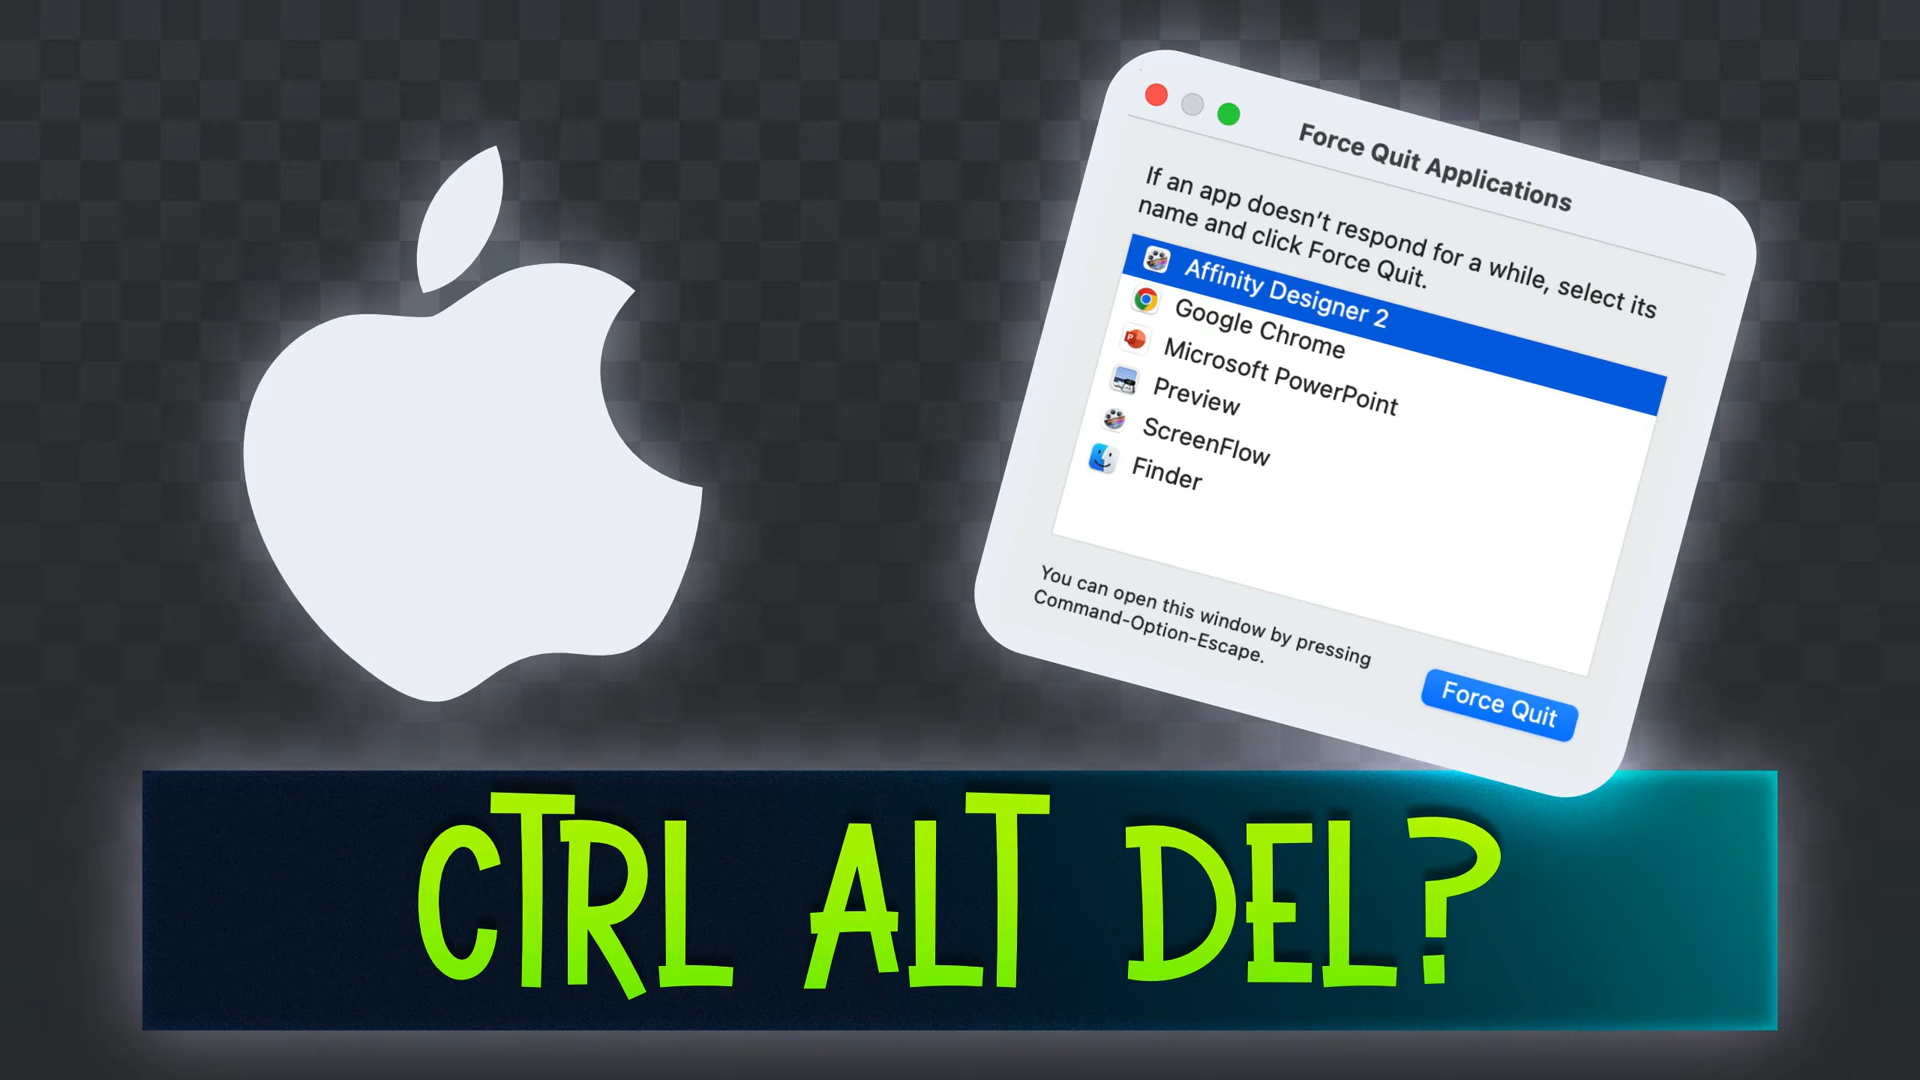 Force Quit Applications
If an app doesn’t respond for a while, select its
name and click Force Quit.
Affinity Designer 2
Google Chrome
Microsoft PowerPoint
Preview
ScreenFlow
Finder
You can open this window by pressing
Command-Option-Escape.
Force Quit
CTRL ALT DEL?